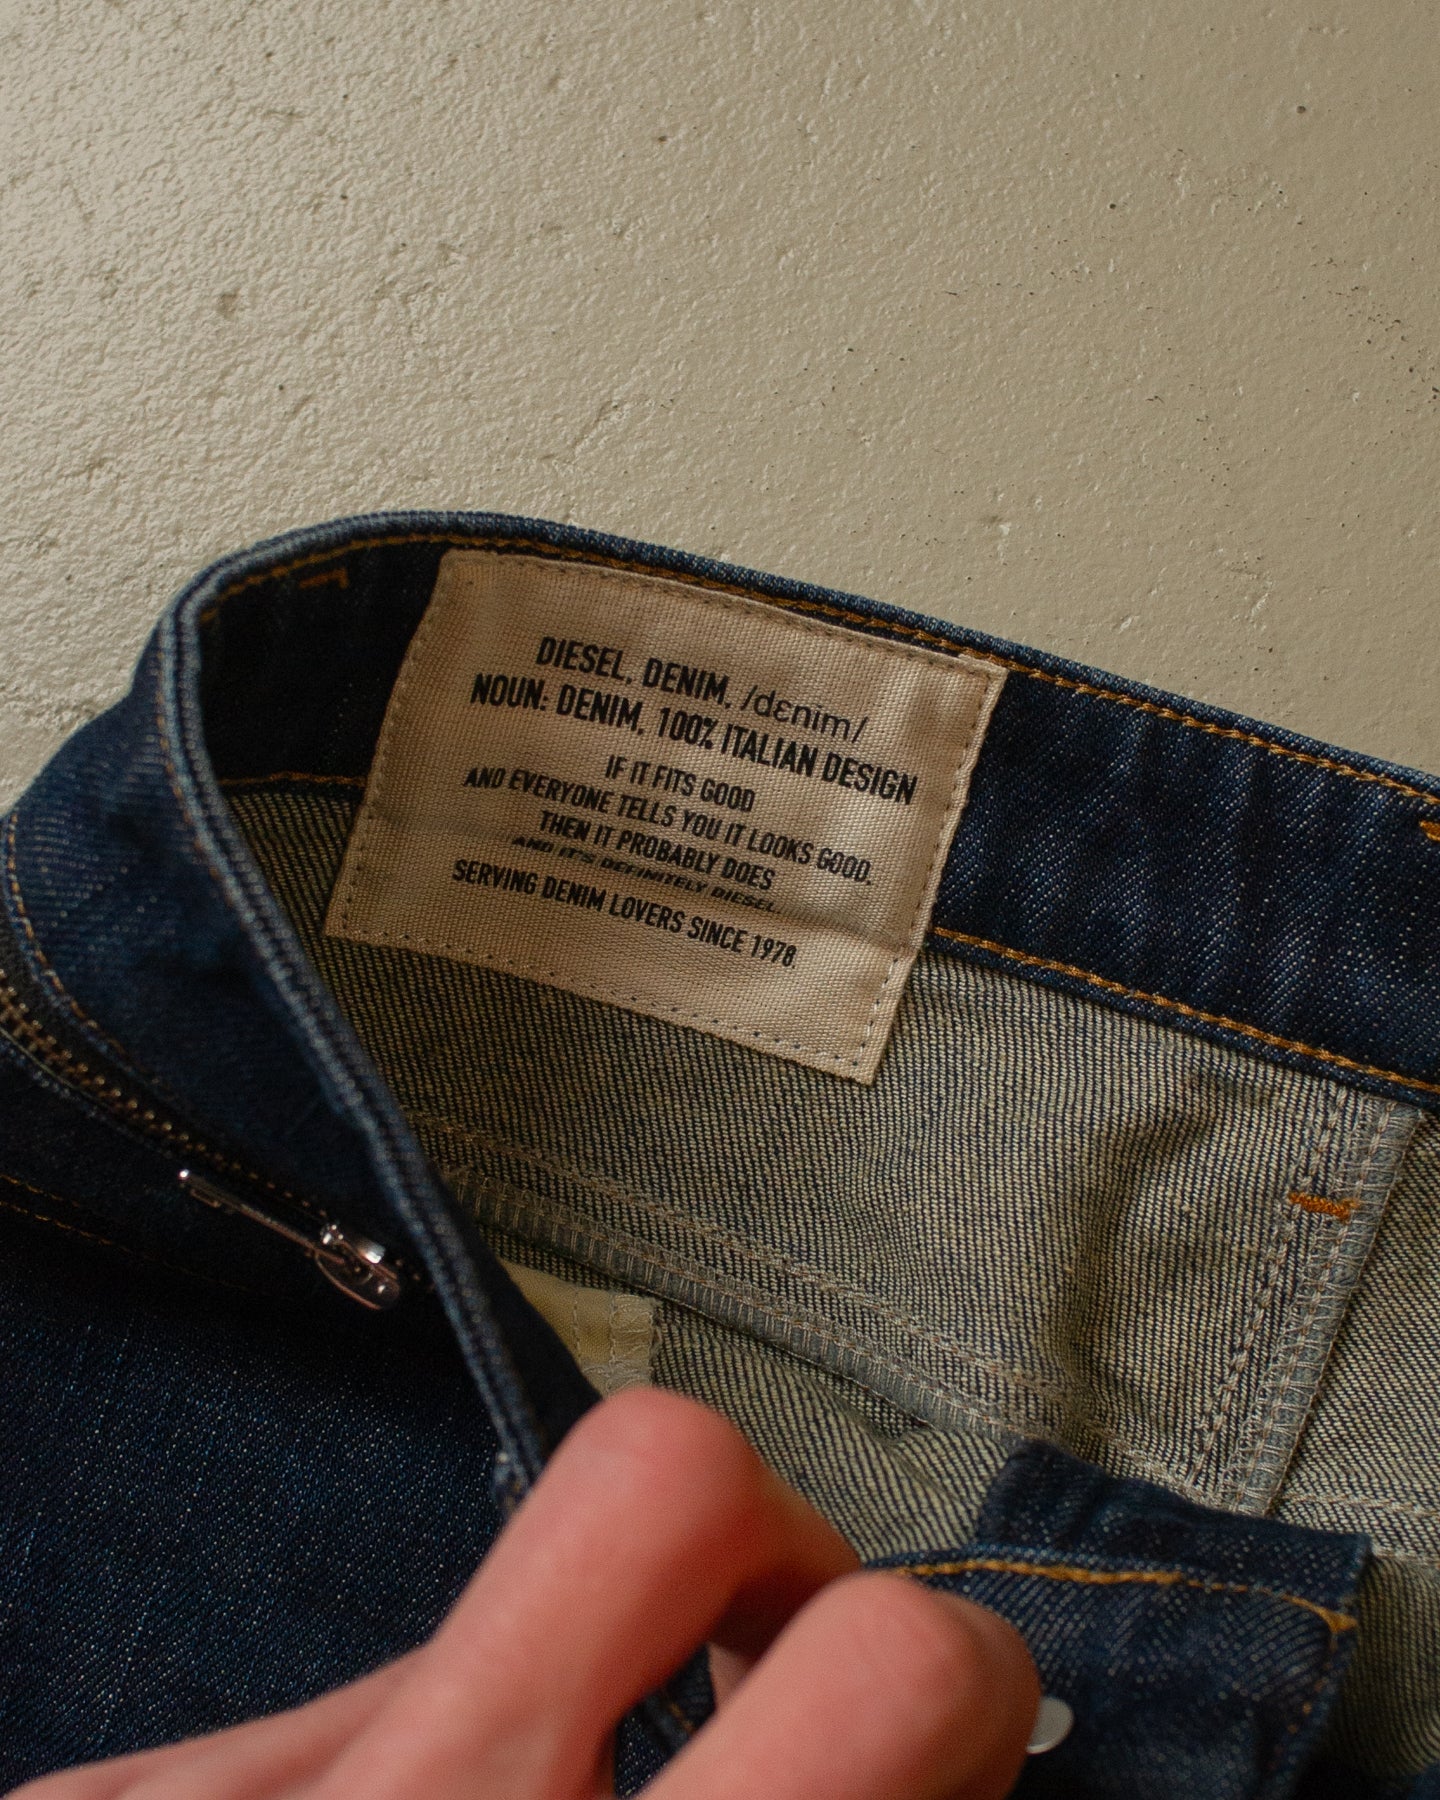 DIESEL, DENIM, /dɛnim/
NOUN: DENIM, 100% ITALIAN DESIGN
IF IT FITS GOOD
AND EVERYONE TELLS YOU IT LOOKS GOOD.
THEN IT PROBABLY DOES
AND IT'S DEFINITELY DIESEL.
SERVING DENIM LOVERS SINCE 1978.